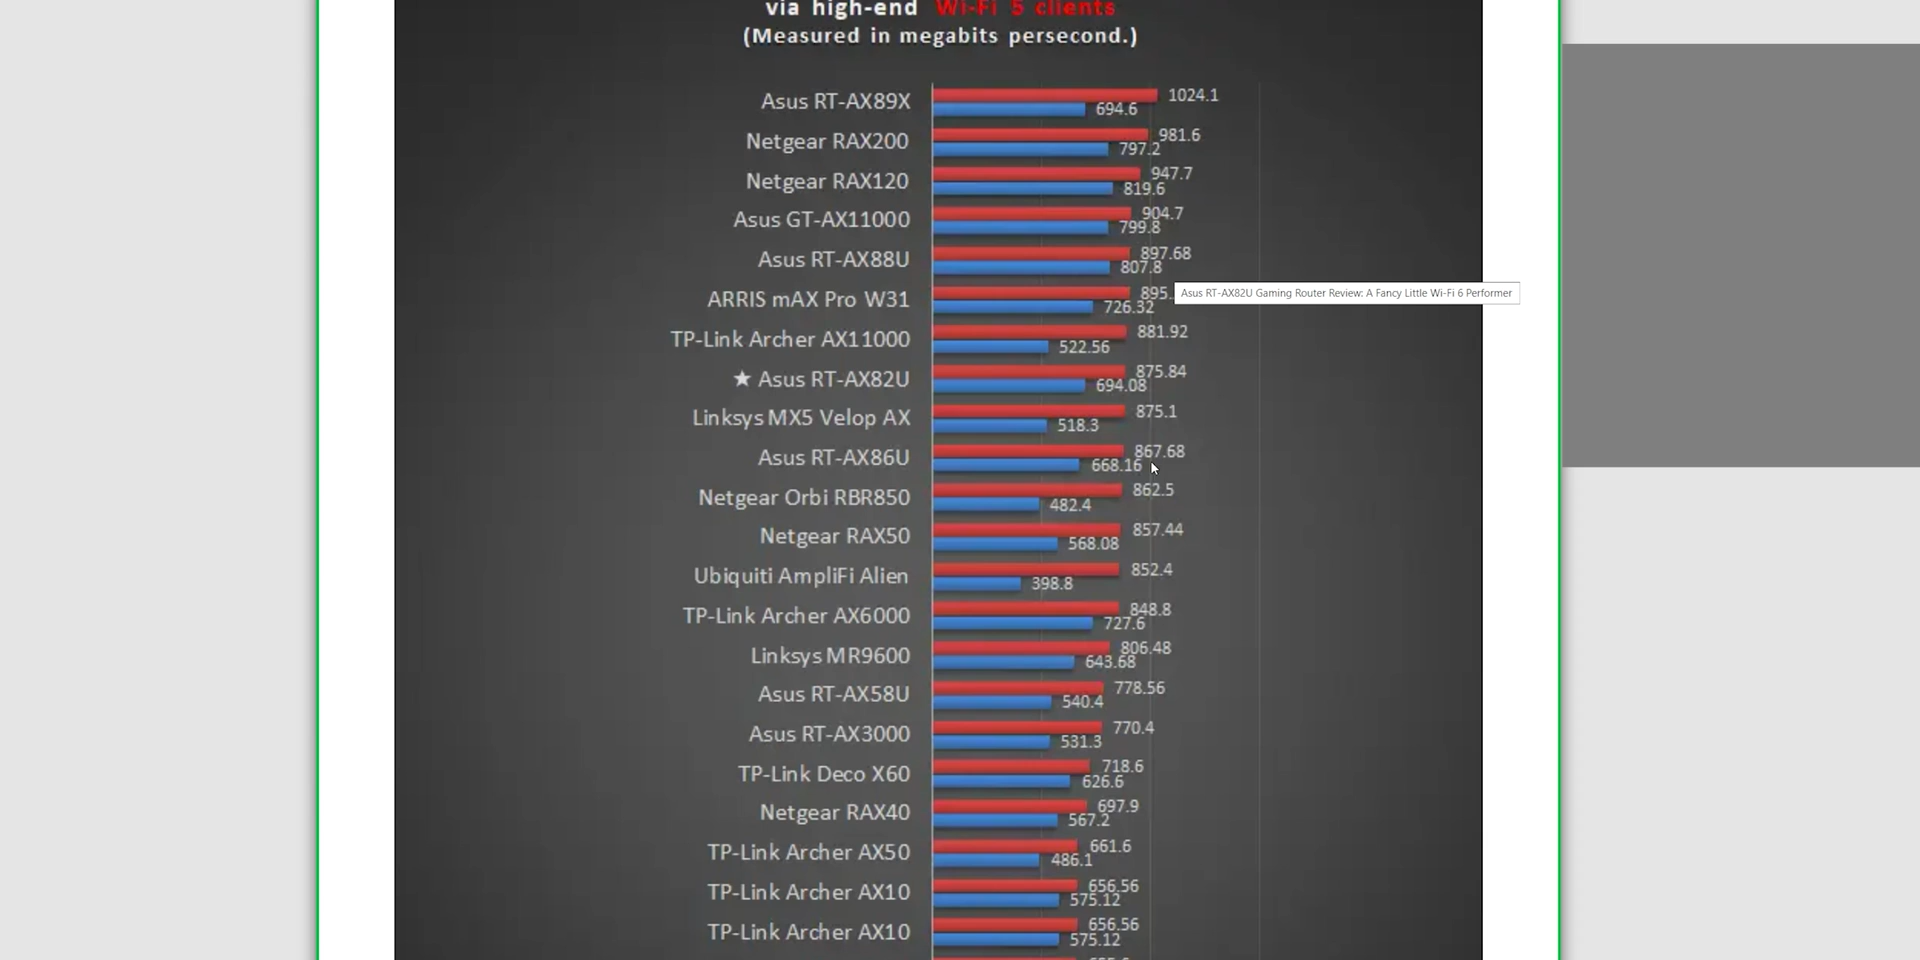 via high-end Wi-Fi 5 clients
(Measured in megabits persecond.)
Asus RT-AX89X 1024.1
694.6
Netgear RAX200 981.6
797.2
Netgear RAX120 947.7
819.6
Asus GT-AX11000 904.7
799.8
Asus RT-AX88U 897.68
807.8
ARRIS mAX Pro W31 895.
726.32
Asus RT-AX82U Gaming Router Review: A Fancy Little Wi-Fi 6 Performer
TP-Link Archer AX11000 881.92
522.56
★ Asus RT-AX82U 875.84
694.08
Linksys MX5 Velop AX 875.1
518.3
Asus RT-AX86U 867.68
668.16
Netgear Orbi RBR850 862.5
482.4
Netgear RAX50 857.44
568.08
Ubiquiti AmpliFi Alien 852.4
398.8
TP-Link Archer AX6000 848.8
727.6
Linksys MR9600 806.48
643.68
Asus RT-AX58U 778.56
540.4
Asus RT-AX3000 770.4
531.3
TP-Link Deco X60 718.6
626.6
Netgear RAX40 697.9
567.2
TP-Link Archer AX50 661.6
486.1
TP-Link Archer AX10 656.56
575.12
TP-Link Archer AX10 656.56
575.12